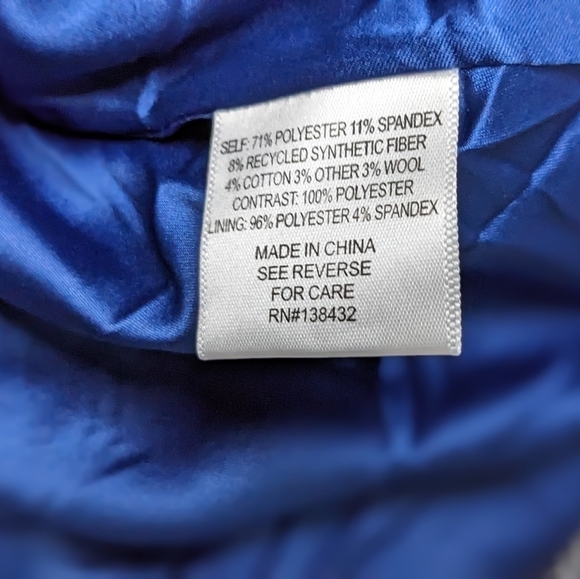 SELF: 71% POLYESTER 11% SPANDEX
8% RECYCLED SYNTHETIC FIBER
4% COTTON 3% OTHER 3% WOOL
CONTRAST: 100% POLYESTER
LINING: 96% POLYESTER 4% SPANDEX
MADE IN CHINA
SEE REVERSE
FOR CARE
RN#138432